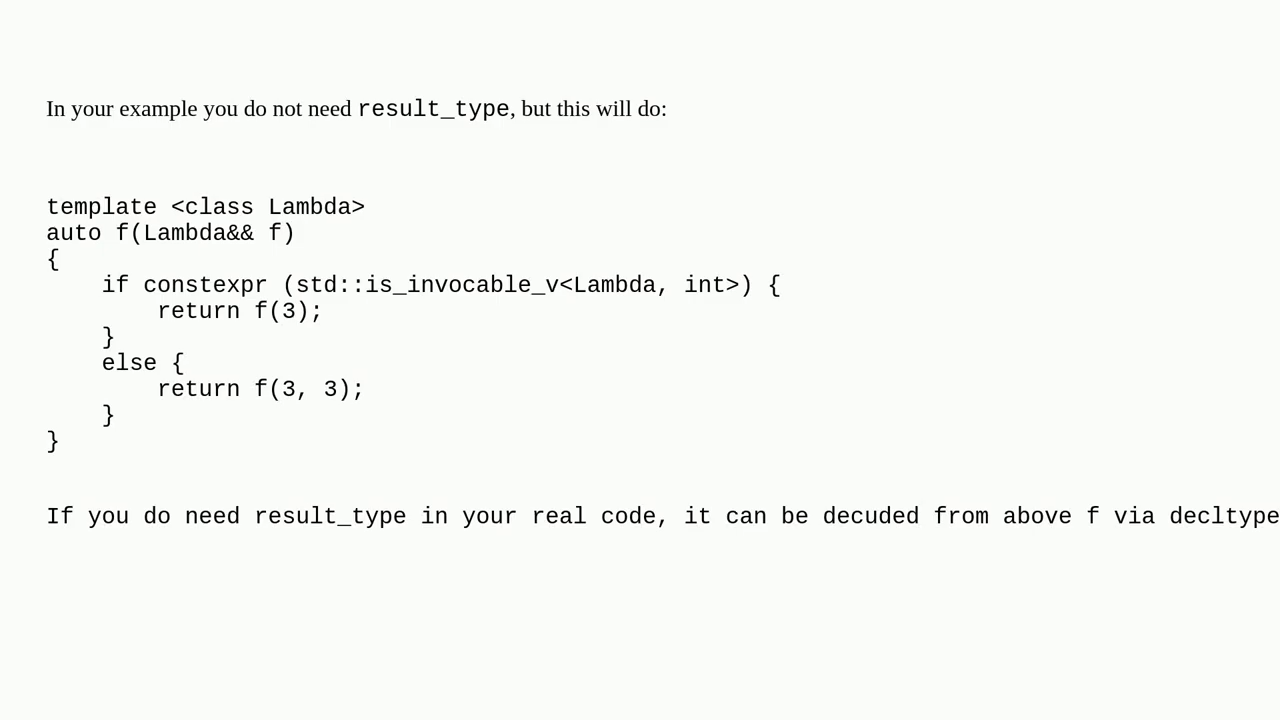 In your example you do not need result_type, but this will do:
template <class Lambda>
auto f(Lambda&& f)
{
    if constexpr (std::is_invocable_v<Lambda, int>) {
        return f(3);
    }
    else {
        return f(3, 3);
    }
}
If you do need result_type in your real code, it can be decuded from above f via decltype